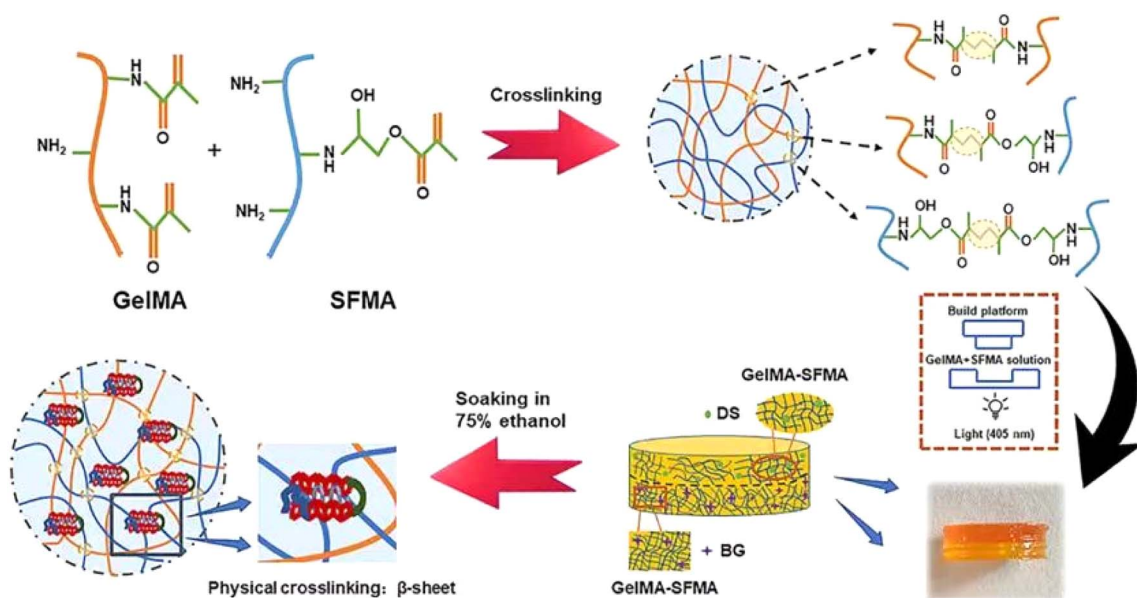 H
N
O
NH₂
H
N
O
GelMA
+
NH₂
OH
N
H
O
O
NH₂
SFMA
Crosslinking
H
N
O
O
N
H
H
N
O
O
O
OH
N
H
OH
N
H
O
O
O
O
OH
N
H
Build platform
GelMA+SFMA solution
Light (405 nm)
Soaking in
75% ethanol
GelMA-SFMA
DS
BG
GelMA-SFMA
Physical crosslinking: β-sheet